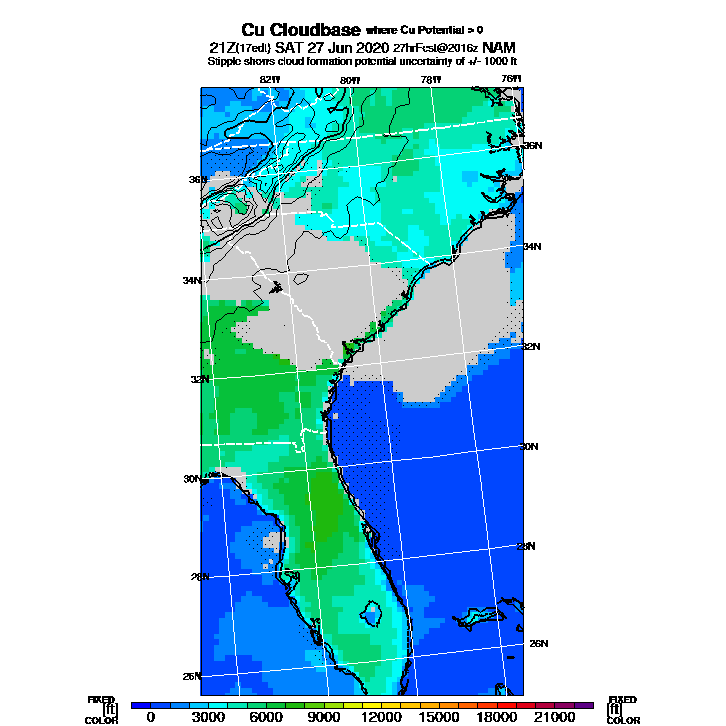 Cu Cloudbase where Cu Potential > 0
21Z(17edt) SAT 27 Jun 2020 27hrFcst@2016z NAM
Stipple shows cloud formation potential uncertainty of +/- 1000 ft
82W 80W 78W 76W
36N
36N
34N
34N
32N
32N
30N
30N
28N
28N
26N
26N
FIXED FIXED
[ft] [ft]
COLOR COLOR
0 3000 6000 9000 12000 15000 18000 21000